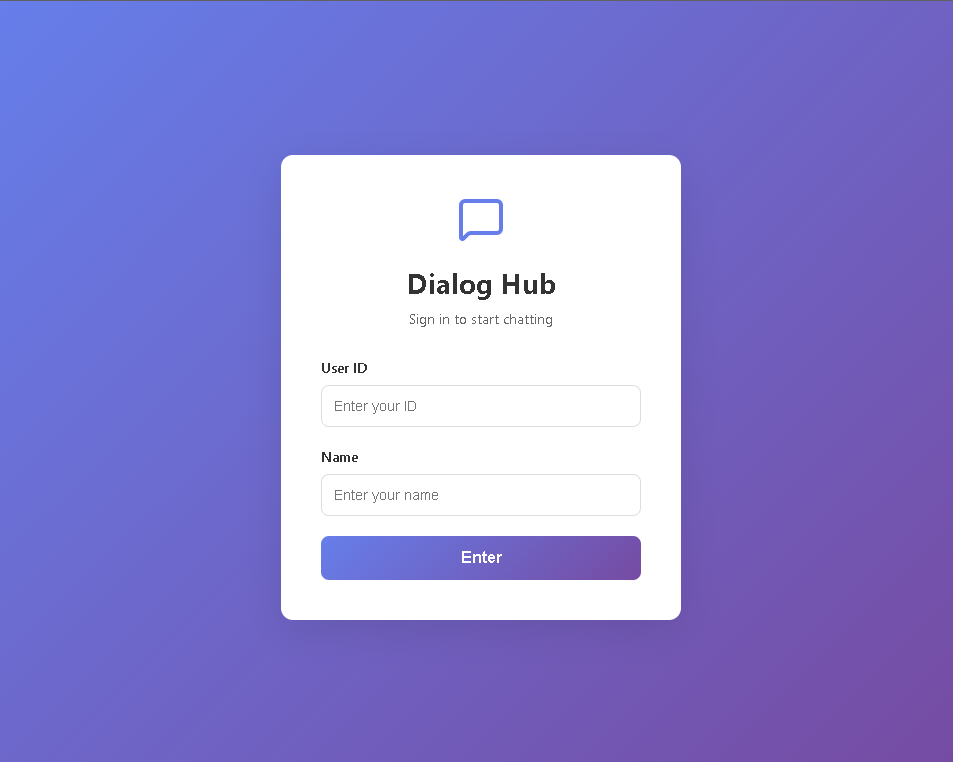 Dialog Hub
Sign in to start chatting
User ID
Enter your ID
Name
Enter your name
Enter